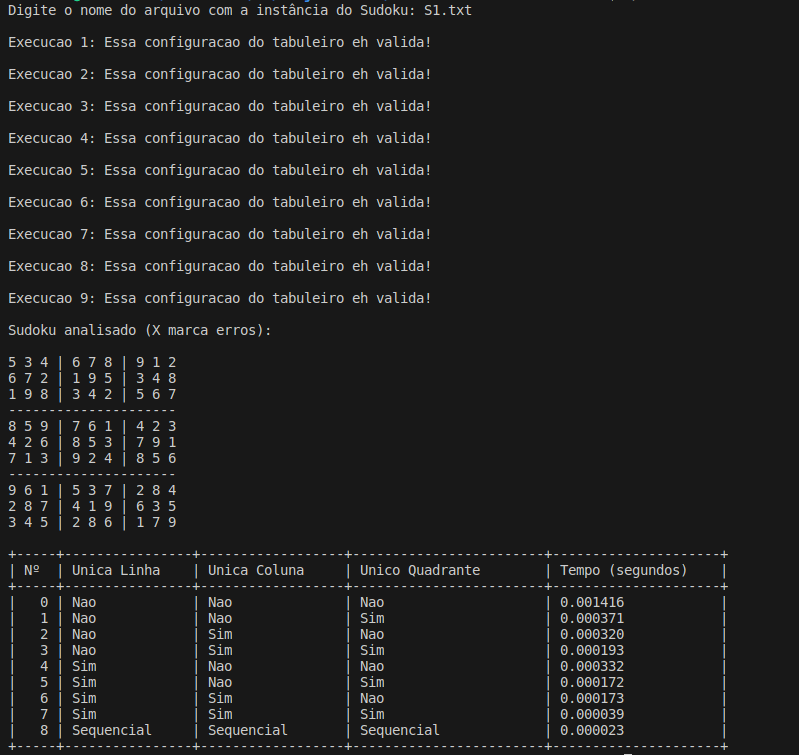 Digite o nome do arquivo com a instância do Sudoku: S1.txt
Execucao 1: Essa configuracao do tabuleiro eh valida!
Execucao 2: Essa configuracao do tabuleiro eh valida!
Execucao 3: Essa configuracao do tabuleiro eh valida!
Execucao 4: Essa configuracao do tabuleiro eh valida!
Execucao 5: Essa configuracao do tabuleiro eh valida!
Execucao 6: Essa configuracao do tabuleiro eh valida!
Execucao 7: Essa configuracao do tabuleiro eh valida!
Execucao 8: Essa configuracao do tabuleiro eh valida!
Execucao 9: Essa configuracao do tabuleiro eh valida!
Sudoku analisado (X marca erros):
5 3 4 | 6 7 8 | 9 1 2
6 7 2 | 1 9 5 | 3 4 8
1 9 8 | 3 4 2 | 5 6 7
---------------------
8 5 9 | 7 6 1 | 4 2 3
4 2 6 | 8 5 3 | 7 9 1
7 1 3 | 9 2 4 | 8 5 6
---------------------
9 6 1 | 5 3 7 | 2 8 4
2 8 7 | 4 1 9 | 6 3 5
3 4 5 | 2 8 6 | 1 7 9
+-----+----------------+------------------+------------------------+---------------------+
| Nº  | Unica Linha    | Unica Coluna     | Unico Quadrante        | Tempo (segundos)    |
+-----+----------------+------------------+------------------------+---------------------+
|   0 | Nao            | Nao              | Nao                    | 0.001416            |
|   1 | Nao            | Nao              | Sim                    | 0.000371            |
|   2 | Nao            | Sim              | Nao                    | 0.000320            |
|   3 | Nao            | Sim              | Sim                    | 0.000193            |
|   4 | Sim            | Nao              | Nao                    | 0.000332            |
|   5 | Sim            | Nao              | Sim                    | 0.000172            |
|   6 | Sim            | Sim              | Nao                    | 0.000173            |
|   7 | Sim            | Sim              | Sim                    | 0.000039            |
|   8 | Sequencial     | Sequencial       | Sequencial             | 0.000023            |
+-----+----------------+------------------+------------------------+---------------------+